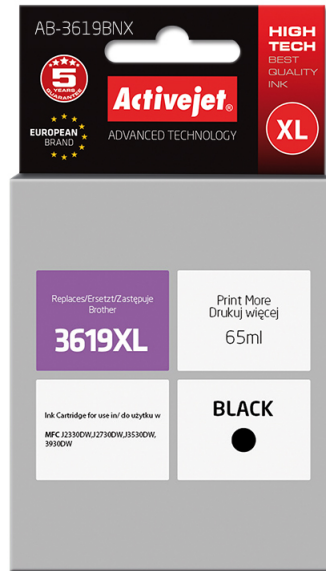 AB-3619BNX
HIGH
TECH
BEST
QUALITY
INK
5
YEARS
GUARANTEE
Activejet®
EUROPEAN
BRAND
ADVANCED TECHNOLOGY
XL
Replaces/Ersetzt/Zastępuje
Brother
3619XL
Print More
Drukuj więcej
65ml
Ink Cartridge for use in/ do użytku w
MFC J2330DW,J2730DW,J3530DW,
3930DW
BLACK